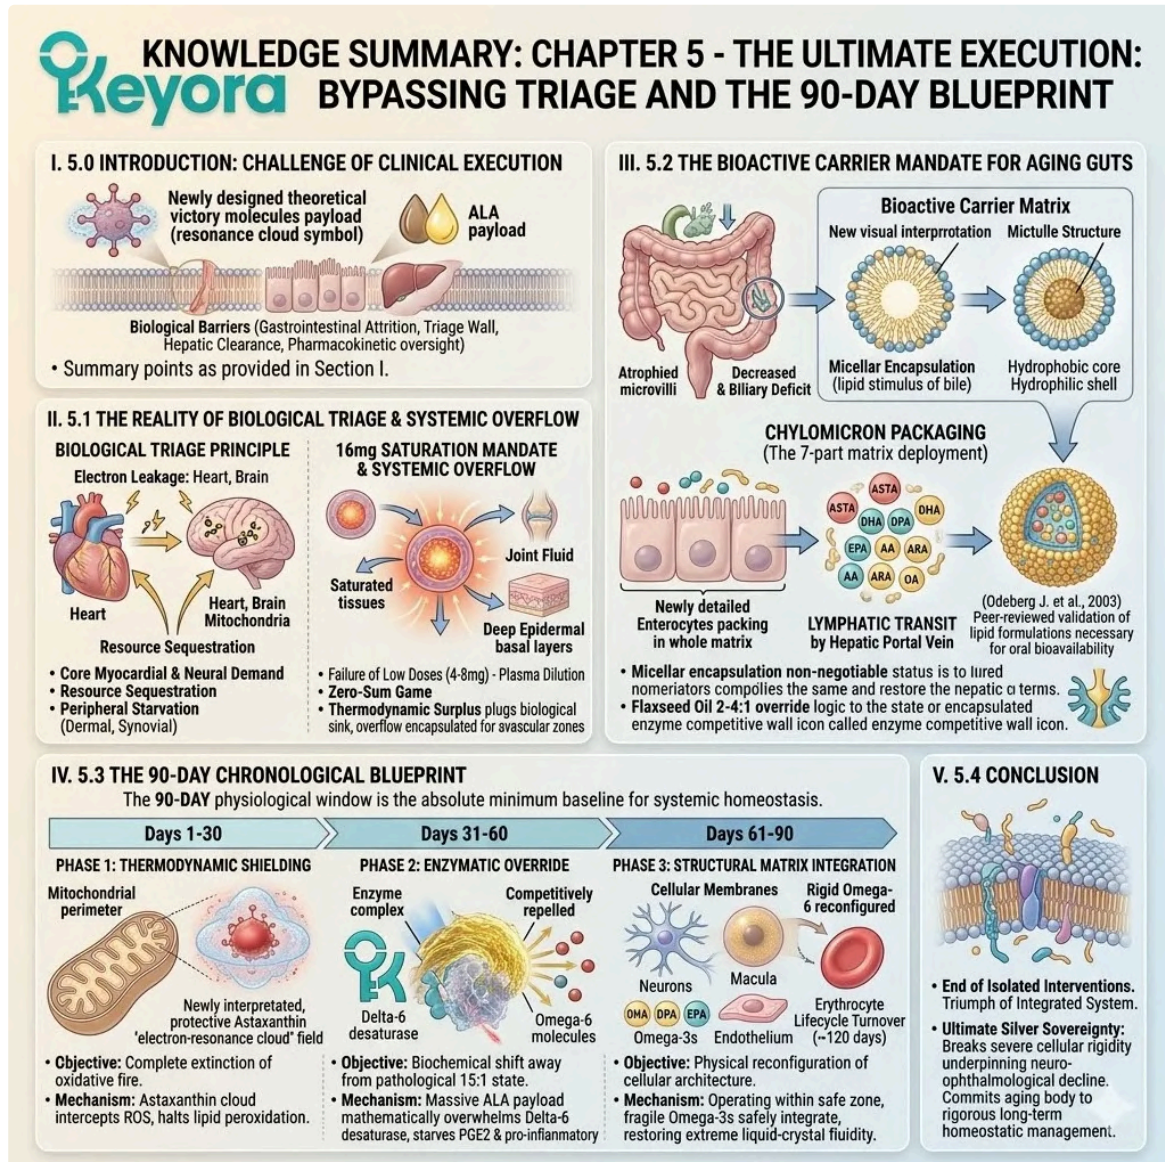 Keyora
KNOWLEDGE SUMMARY: CHAPTER 5 - THE ULTIMATE EXECUTION:
BYPASSING TRIAGE AND THE 90-DAY BLUEPRINT
I. 5.0 INTRODUCTION: CHALLENGE OF CLINICAL EXECUTION
Newly designed theoretical
victory molecules payload
(resonance cloud symbol)
ALA
payload
Biological Barriers (Gastrointestinal Attrition, Triage Wall,
Hepatic Clearance, Pharmacokinetic oversight)
• Summary points as provided in Section I.
II. 5.1 THE REALITY OF BIOLOGICAL TRIAGE & SYSTEMIC OVERFLOW
BIOLOGICAL TRIAGE PRINCIPLE
Electron Leakage: Heart, Brain
Heart
Heart, Brain
Mitochondria
Resource Sequestration
• Core Myocardial & Neural Demand
• Resource Sequestration
• Peripheral Starvation
(Dermal, Synovial)
16mg SATURATION MANDATE
& SYSTEMIC OVERFLOW
Joint Fluid
Saturated
tissues
Deep Epidermal
basal layers
• Failure of Low Doses (4-8mg) - Plasma Dilution
• Zero-Sum Game
• Thermodynamic Surplus plugs biological
sink, overflow encapsulated for avascular zones
III. 5.2 THE BIOACTIVE CARRIER MANDATE FOR AGING GUTS
Bioactive Carrier Matrix
New visual interprrotation
Mictulle Structure
Atrophied
microvilli
Decreased
& Biliary Deficit
Micellar Encapsulation
(lipid stimulus of bile)
Hydrophobic core
Hydrophilic shell
CHYLOMICRON PACKAGING
(The 7-part matrix deployment)
ASTA
ASTA
DHA
DHA
DPA
EPA
AA
ARA
AA
ARA
OA
Newly detailed
Enterocytes packing
in whole matrix
LYMPHATIC TRANSIT
by Hepatic Portal Vein
(Odeberg J. et al., 2003)
Peer-reviewed validation of
lipid formulations necessary
for oral bioavailability
• Micellar encapsulation non-negotiable status is to
nomeriators the same and restore the terms.
• Flaxseed Oil 2-4:1 override logic to the state or encapsulated
enzyme competitive wall icon called enzyme competitive wall icon.
IV. 5.3 THE 90-DAY CHRONOLOGICAL BLUEPRINT
The 90-DAY physiological window is the absolute minimum baseline for systemic homeostasis.
Days 1-30
Days 31-60
Days 61-90
PHASE 1: THERMODYNAMIC SHIELDING
Mitochondrial
perimeter
Newly interpretated,
protective Astaxanthin
"electron-resonance cloud" field
• Objective: Complete extinction of
oxidative fire.
• Mechanism: Astaxanthin cloud
intercepts ROS, halts lipid peroxidation.
PHASE 2: ENZYMATIC OVERRIDE
Enzyme
complex
Competitively
repelled
Delta-6
desaturase
Omega-6
molecules
• Objective: Biochemical shift away
from pathological 15:1 state.
• Mechanism: Massive ALA payload
mathematically overwhelms Delta-6
desaturase, starves PGE2 & pro-inflamnatory
PHASE 3: STRUCTURAL MATRIX INTEGRATION
Cellular Membranes
Rigid Omega-
6 reconfigured
Neurons
Macula
OMA
DPA
EPA
Omega-3s
Endothelium
Erythrocyte
Lifecycle Turnover
(~120 days)
• Objective: Physical reconfiguration of
cellular architecture.
• Mechanism: Operating within safe zone,
fragile Omega-3s safely integrate,
restoring extreme liquid-crystal fluidity.
V. 5.4 CONCLUSION
• End of Isolated Interventions.
Triumph of Integrated System.
• Ultimate Silver Sovereignty:
Breaks severe cellular rigidity
underpinning neuro-
ophthalmological decline.
Commits aging body to
rigorous long-term
homeostatic management.